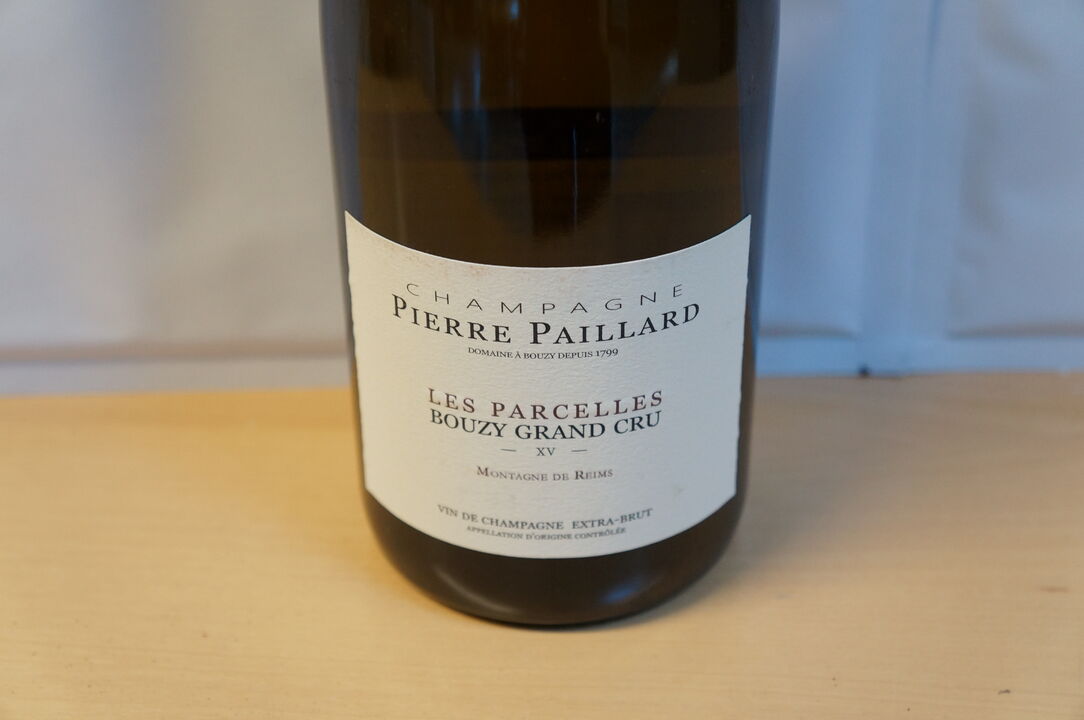 CHAMPAGNE
PIERRE PAILLARD
DOMAINE À BOUZY DEPUIS 1799
LES PARCELLES
BOUZY GRAND CRU
— XV —
MONTAGNE DE REIMS
VIN DE CHAMPAGNE EXTRA-BRUT
APPELLATION D'ORIGINE CONTRÔLÉE